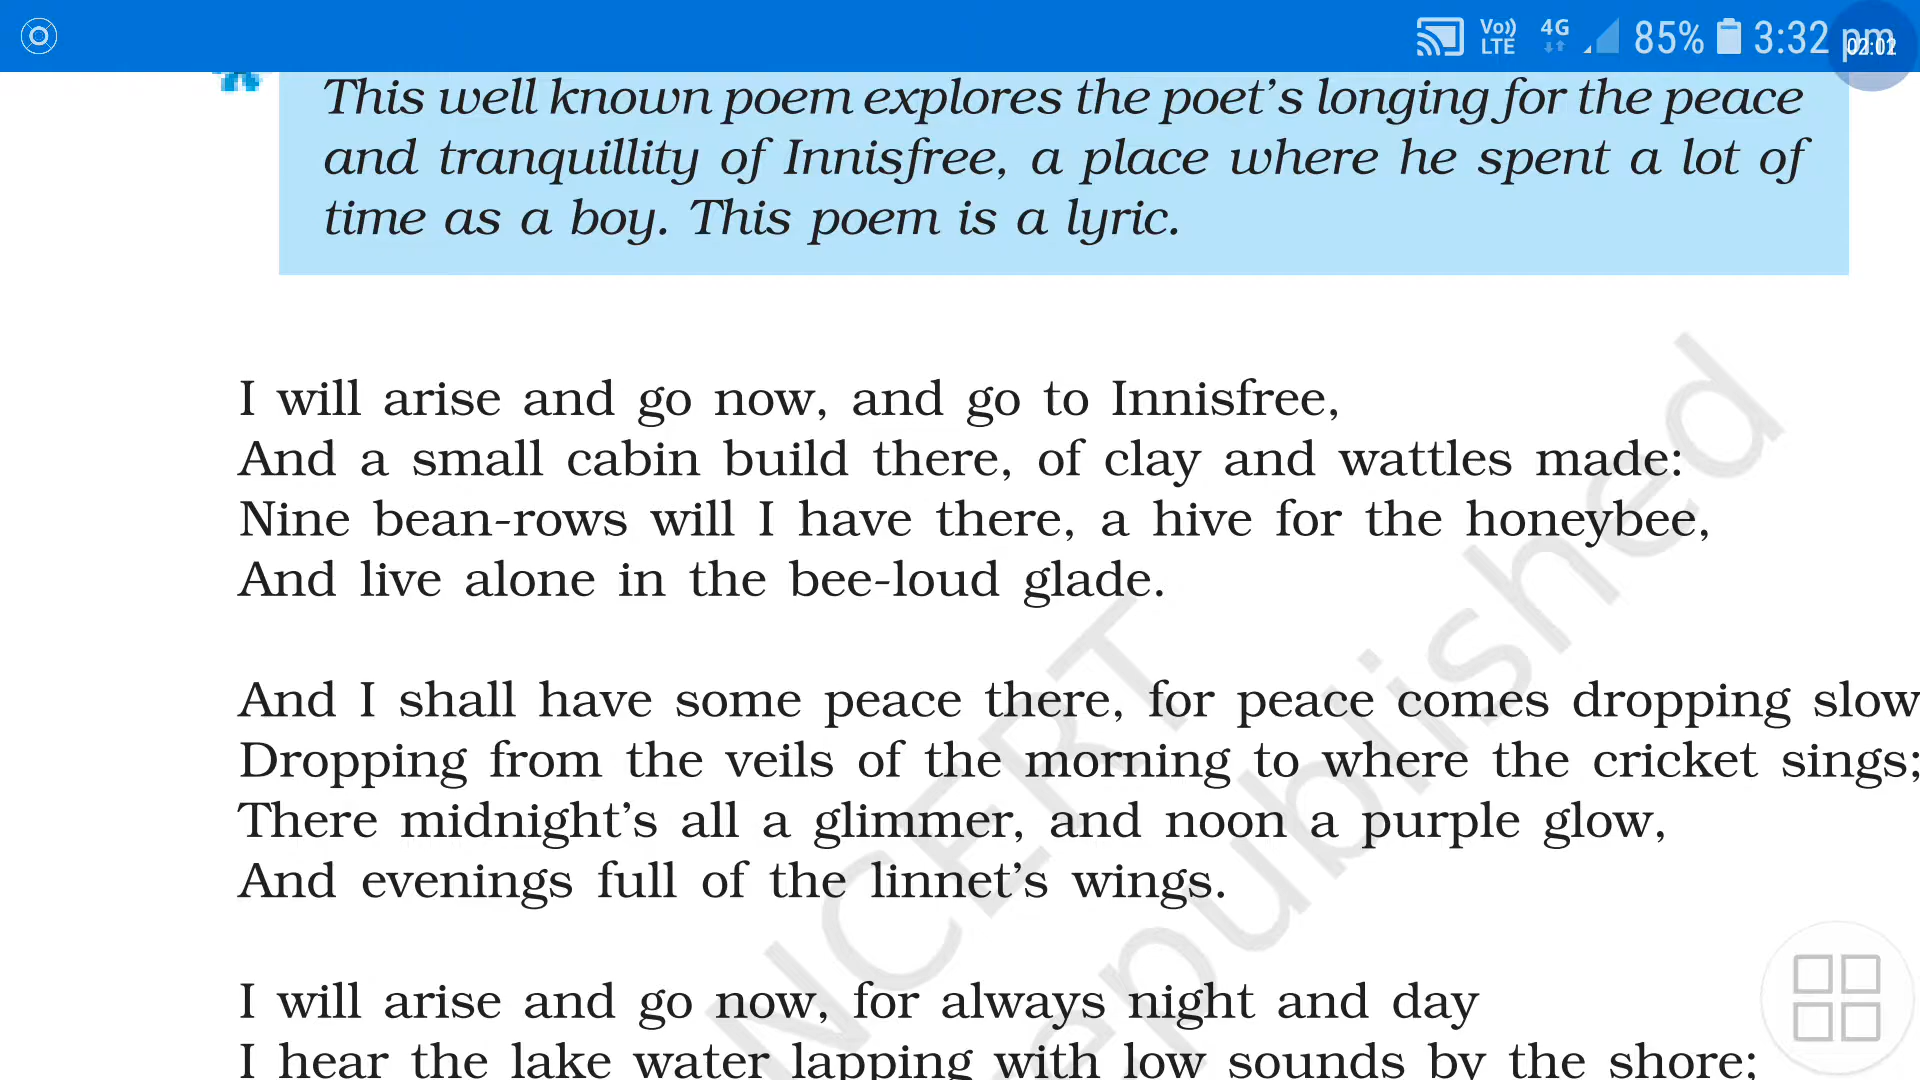 Vo)) LTE 4G 85% 3:32 pm
This well known poem explores the poet's longing for the peace
and tranquillity of Innisfree, a place where he spent a lot of
time as a boy. This poem is a lyric.
I will arise and go now, and go to Innisfree,
And a small cabin build there, of clay and wattles made:
Nine bean-rows will I have there, a hive for the honeybee,
And live alone in the bee-loud glade.
And I shall have some peace there, for peace comes dropping slow
Dropping from the veils of the morning to where the cricket sings;
There midnight's all a glimmer, and noon a purple glow,
And evenings full of the linnet's wings.
I will arise and go now, for always night and day
I hear the lake water lapping with low sounds by the shore;
NCERT
republished